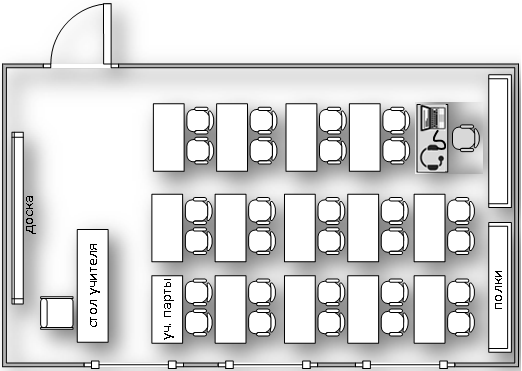 доска
стол учителя
уч. парты
полки